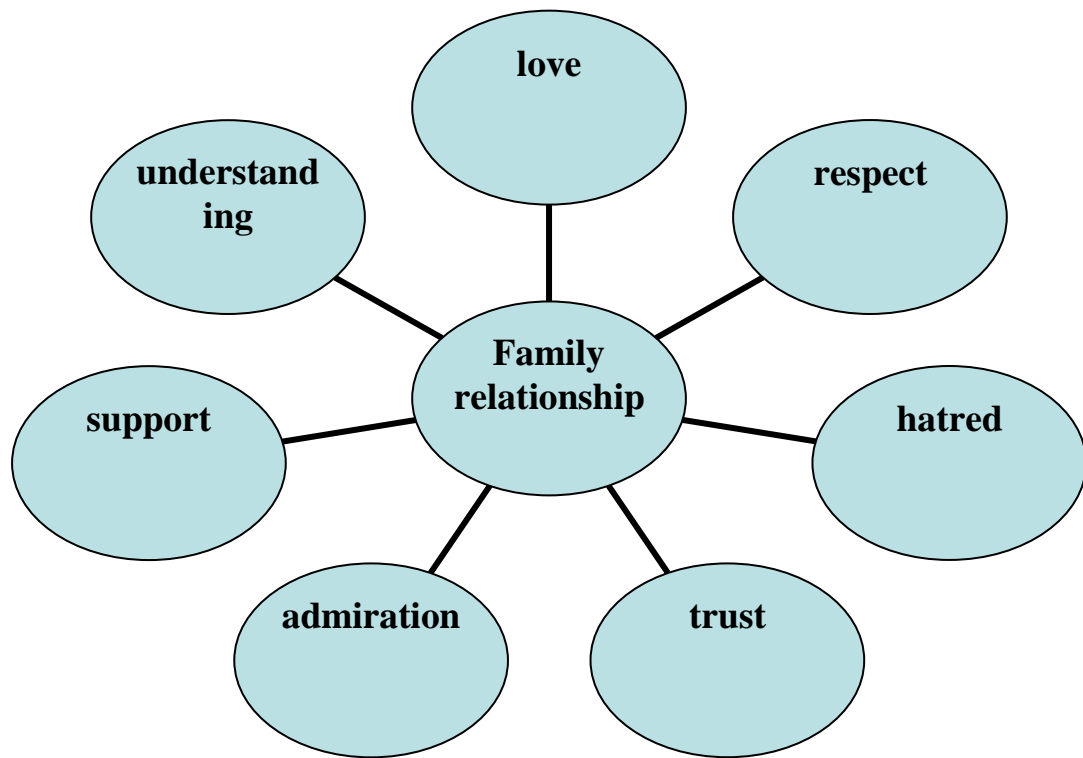 love
understand
ing
respect
Family
relationship
support
hatred
admiration
trust